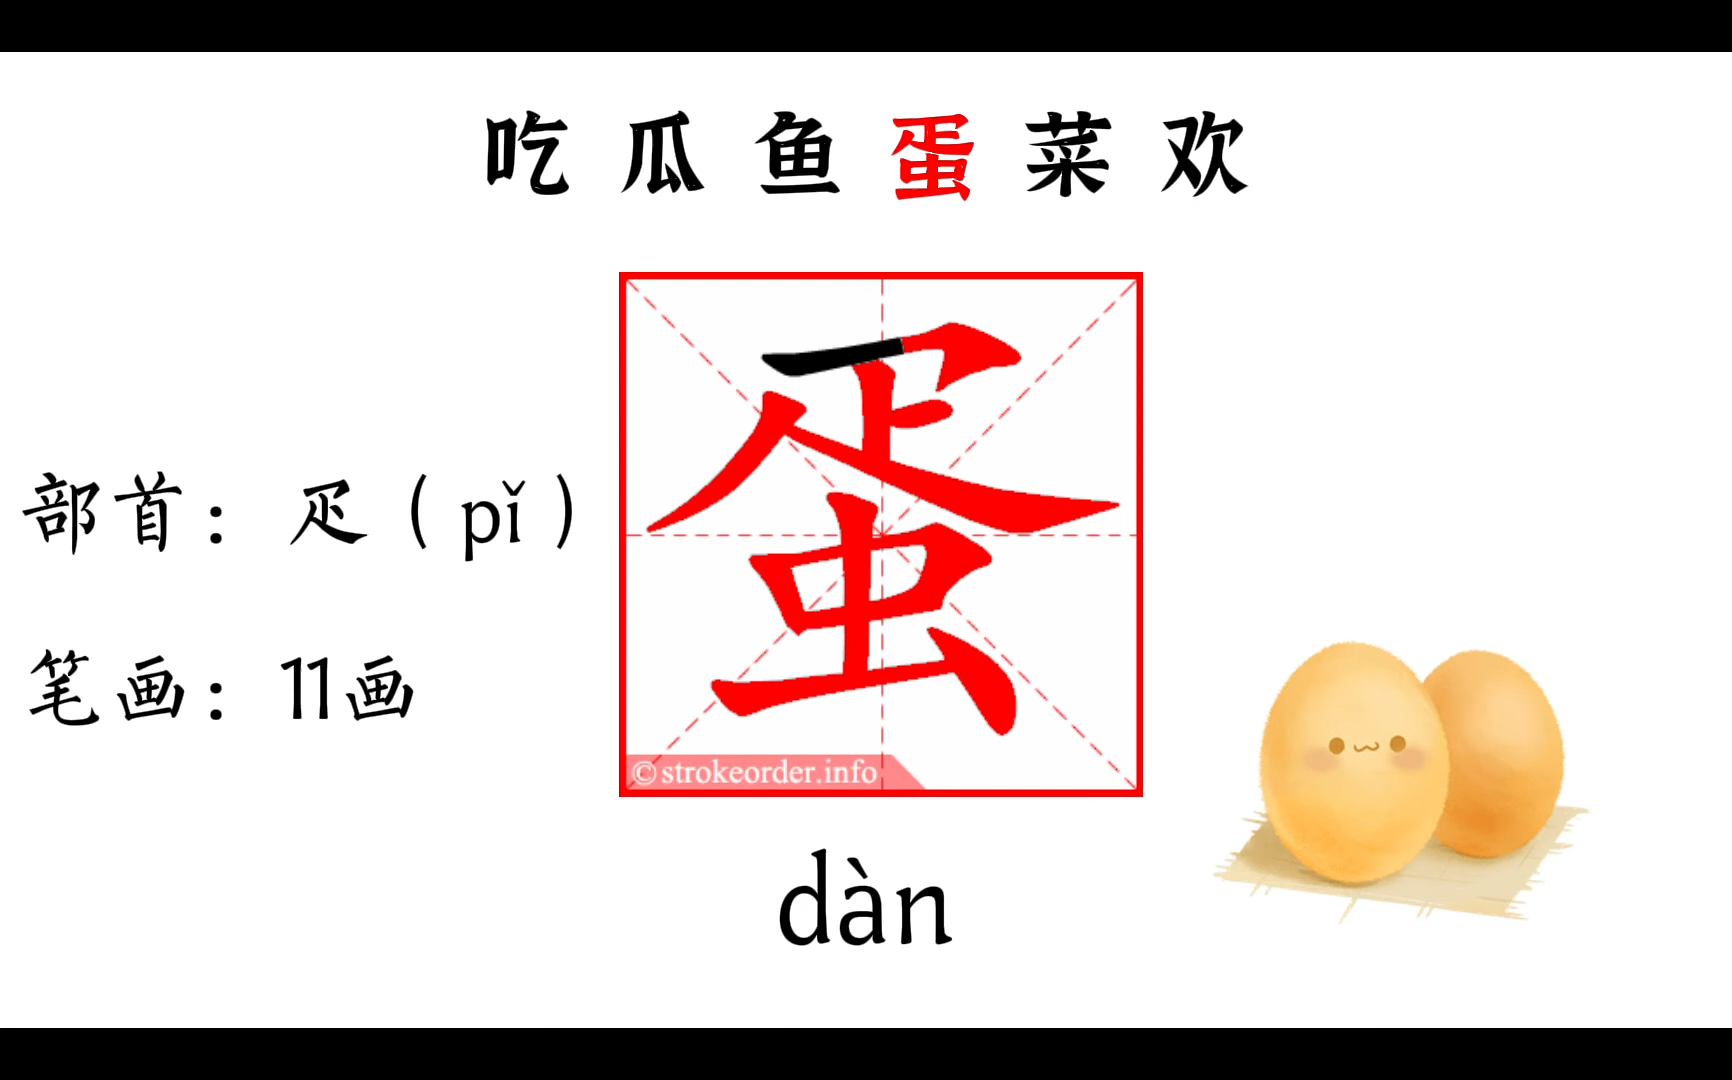 吃 瓜 鱼 蛋 菜 欢
蛋
部首：疋（pǐ）
笔画：11画
©strokeorder.info
dàn